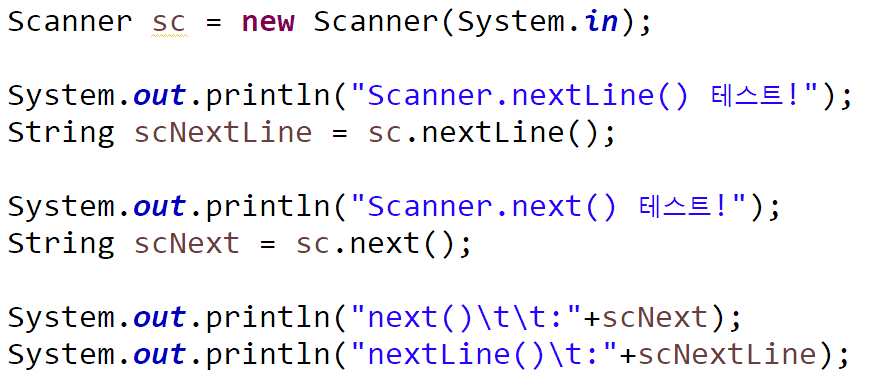 Scanner sc = new Scanner(System.in);
System.out.println("Scanner.nextLine() 테스트!");
String scNextLine = sc.nextLine();
System.out.println("Scanner.next() 테스트!");
String scNext = sc.next();
System.out.println("next()\t\t:"+scNext);
System.out.println("nextLine()\t:"+scNextLine);